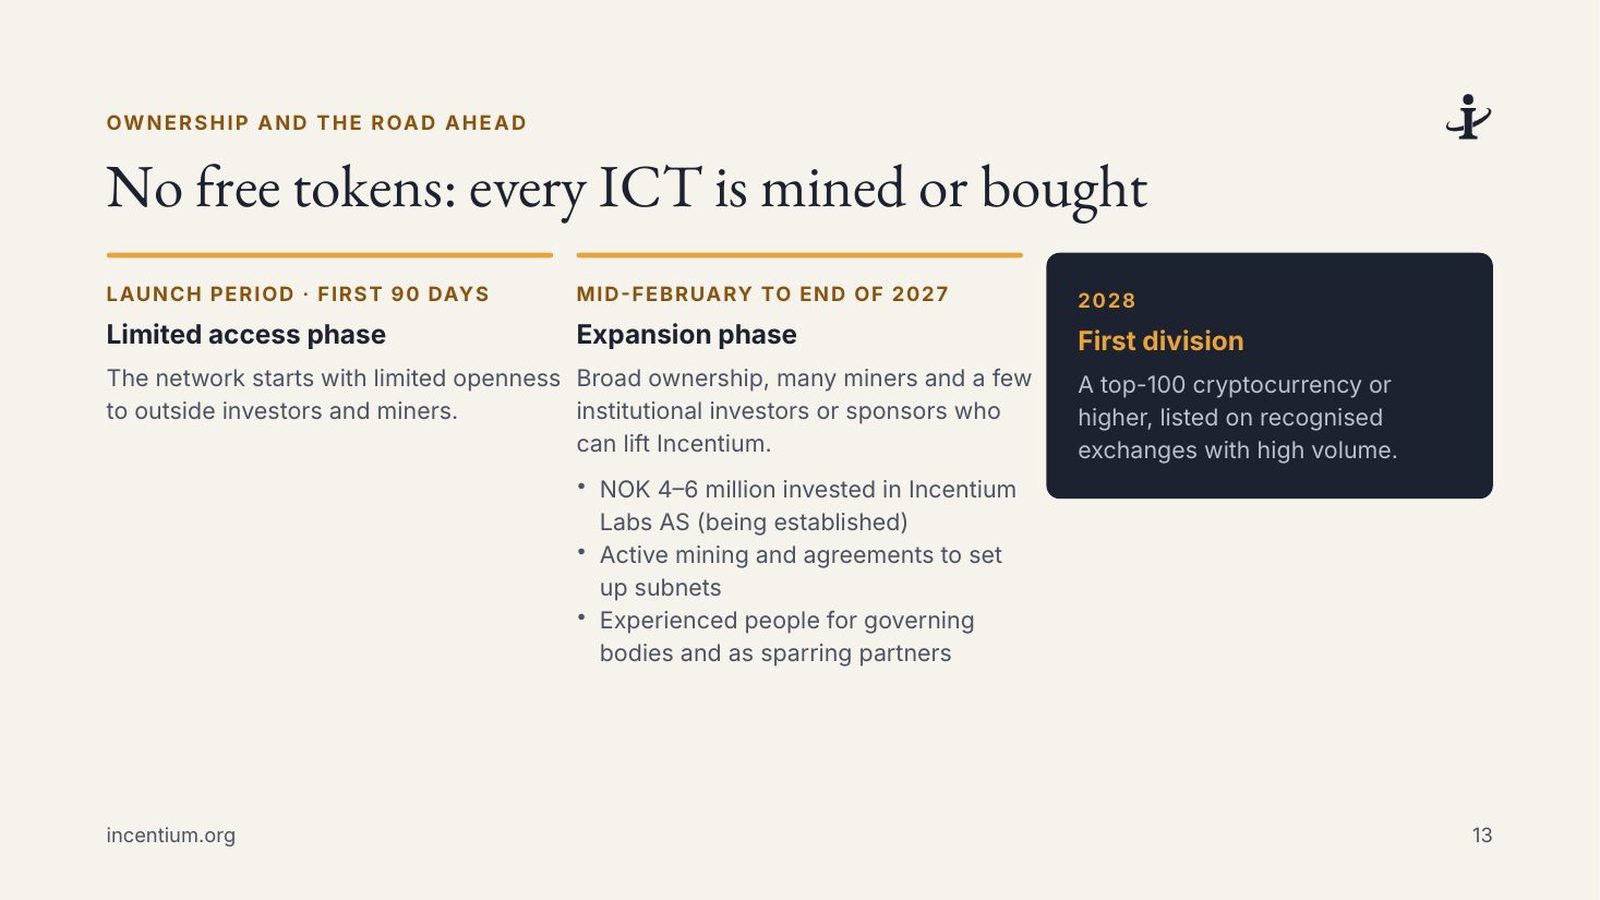 OWNERSHIP AND THE ROAD AHEAD
No free tokens: every ICT is mined or bought
LAUNCH PERIOD · FIRST 90 DAYS
Limited access phase
The network starts with limited openness
to outside investors and miners.
MID-FEBRUARY TO END OF 2027
Expansion phase
Broad ownership, many miners and a few
institutional investors or sponsors who
can lift Incentium.
• NOK 4–6 million invested in Incentium
Labs AS (being established)
• Active mining and agreements to set
up subnets
• Experienced people for governing
bodies and as sparring partners
2028
First division
A top-100 cryptocurrency or
higher, listed on recognised
exchanges with high volume.
incentium.org
13